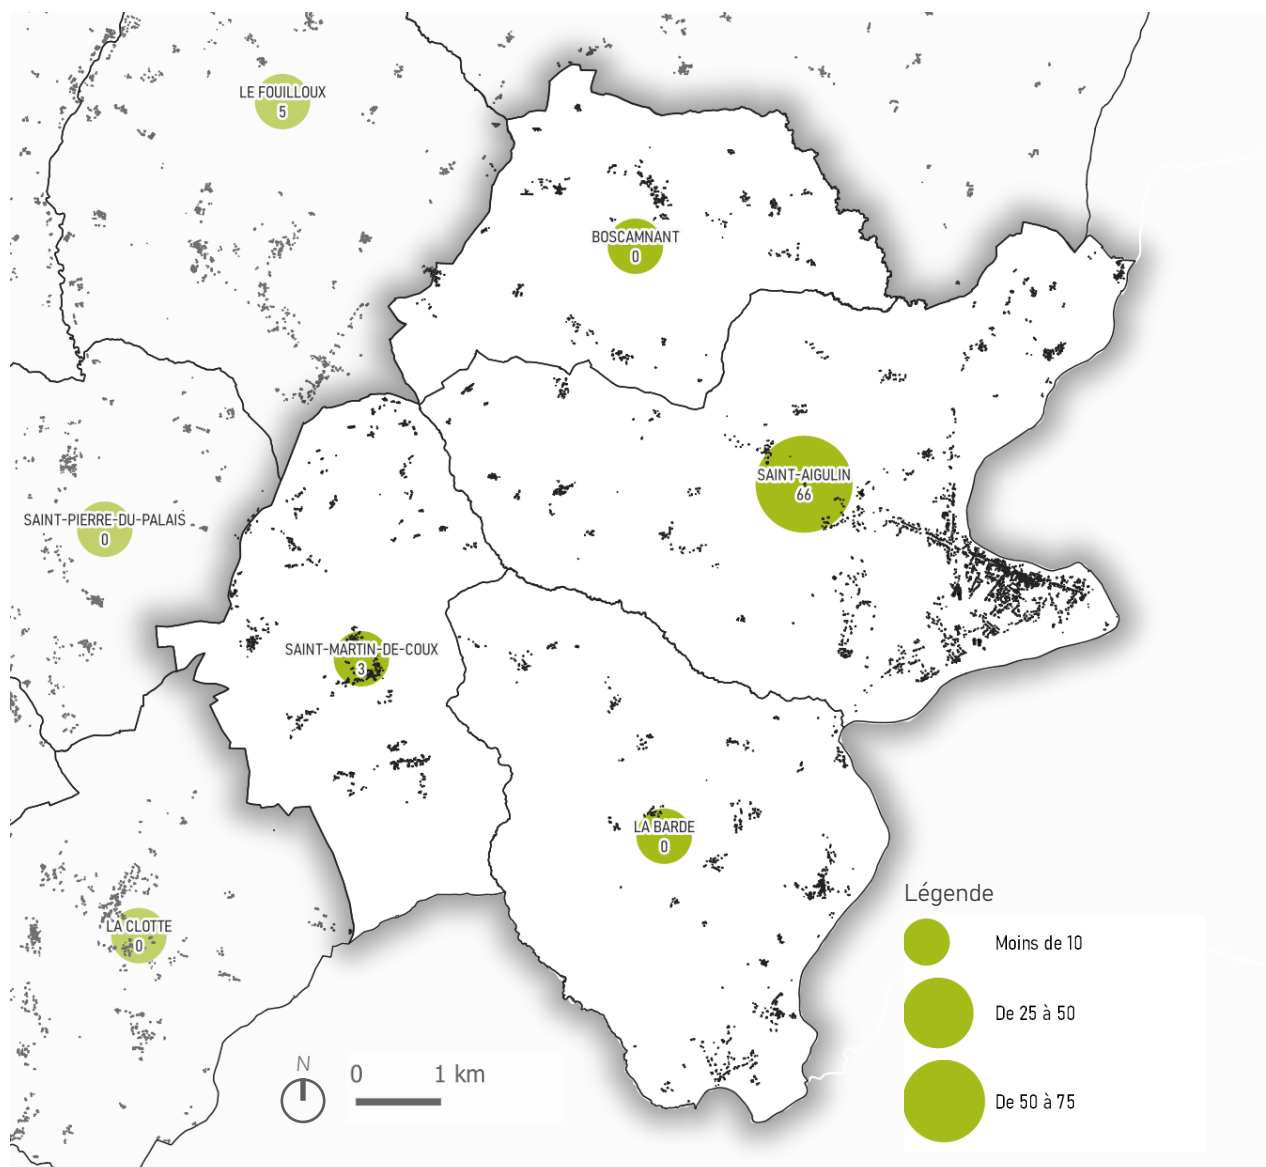 LE FOUILLOUX
5
BOSCAMNANT
0
SAINT-AIGULIN
66
SAINT-PIERRE-DU-PALAIS
0
SAINT-MARTIN-DE-COUX
3
LA BARDE
0
LA CLOTTE
0
Légende
Moins de 10
De 25 à 50
De 50 à 75
N
0 1 km